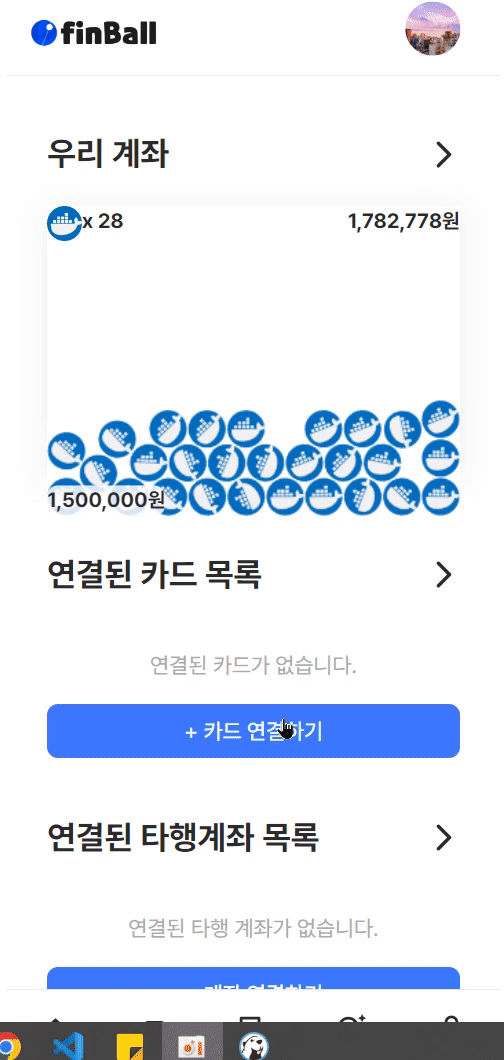 finBall
우리 계좌
x 28
1,782,778원
1,500,000원
연결된 카드 목록
연결된 카드가 없습니다.
+ 카드 연결하기
연결된 타행계좌 목록
연결된 타행 계좌가 없습니다.